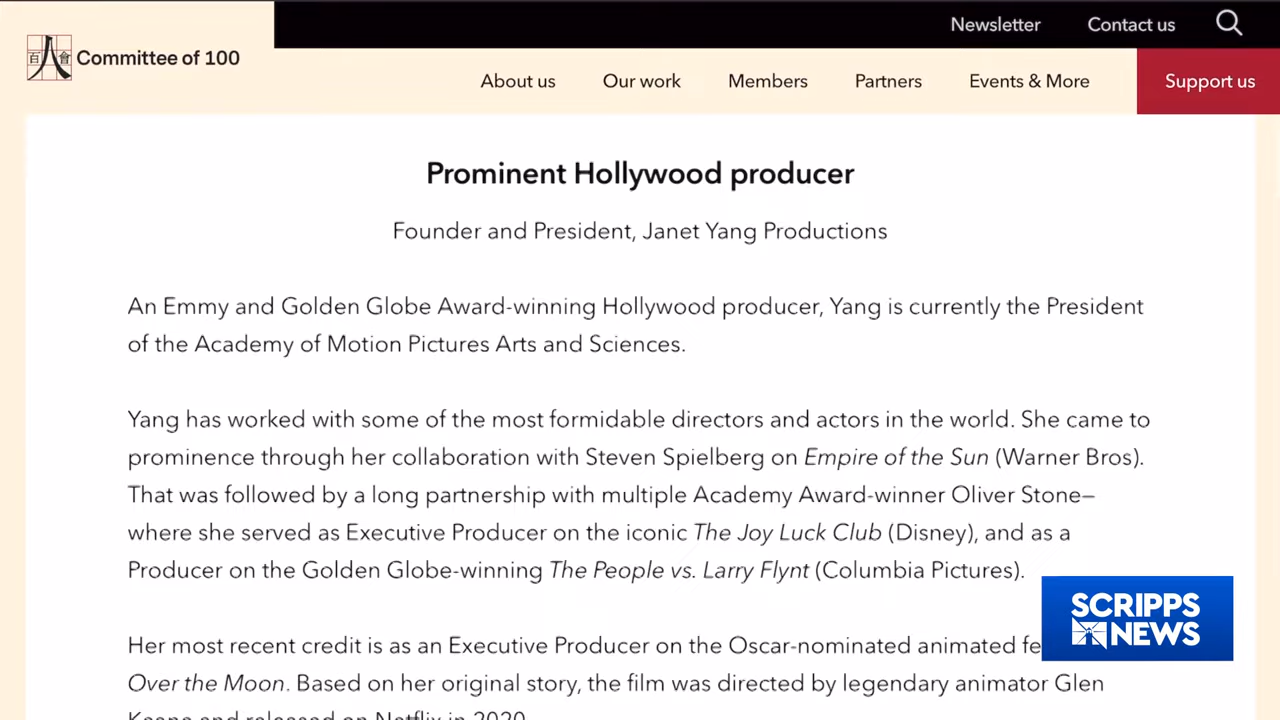 Newsletter Contact us
百 人 會 Committee of 100
About us Our work Members Partners Events & More Support us
Prominent Hollywood producer
Founder and President, Janet Yang Productions
An Emmy and Golden Globe Award-winning Hollywood producer, Yang is currently the President
of the Academy of Motion Pictures Arts and Sciences.
Yang has worked with some of the most formidable directors and actors in the world. She came to
prominence through her collaboration with Steven Spielberg on Empire of the Sun (Warner Bros).
That was followed by a long partnership with multiple Academy Award-winner Oliver Stone—
where she served as Executive Producer on the iconic The Joy Luck Club (Disney), and as a
Producer on the Golden Globe-winning The People vs. Larry Flynt (Columbia Pictures).
Her most recent credit is as an Executive Producer on the Oscar-nominated animated
Over the Moon. Based on her original story, the film was directed by legendary animator Glen
Keane and released on Netflix in 2020
SCRIPPS
NEWS